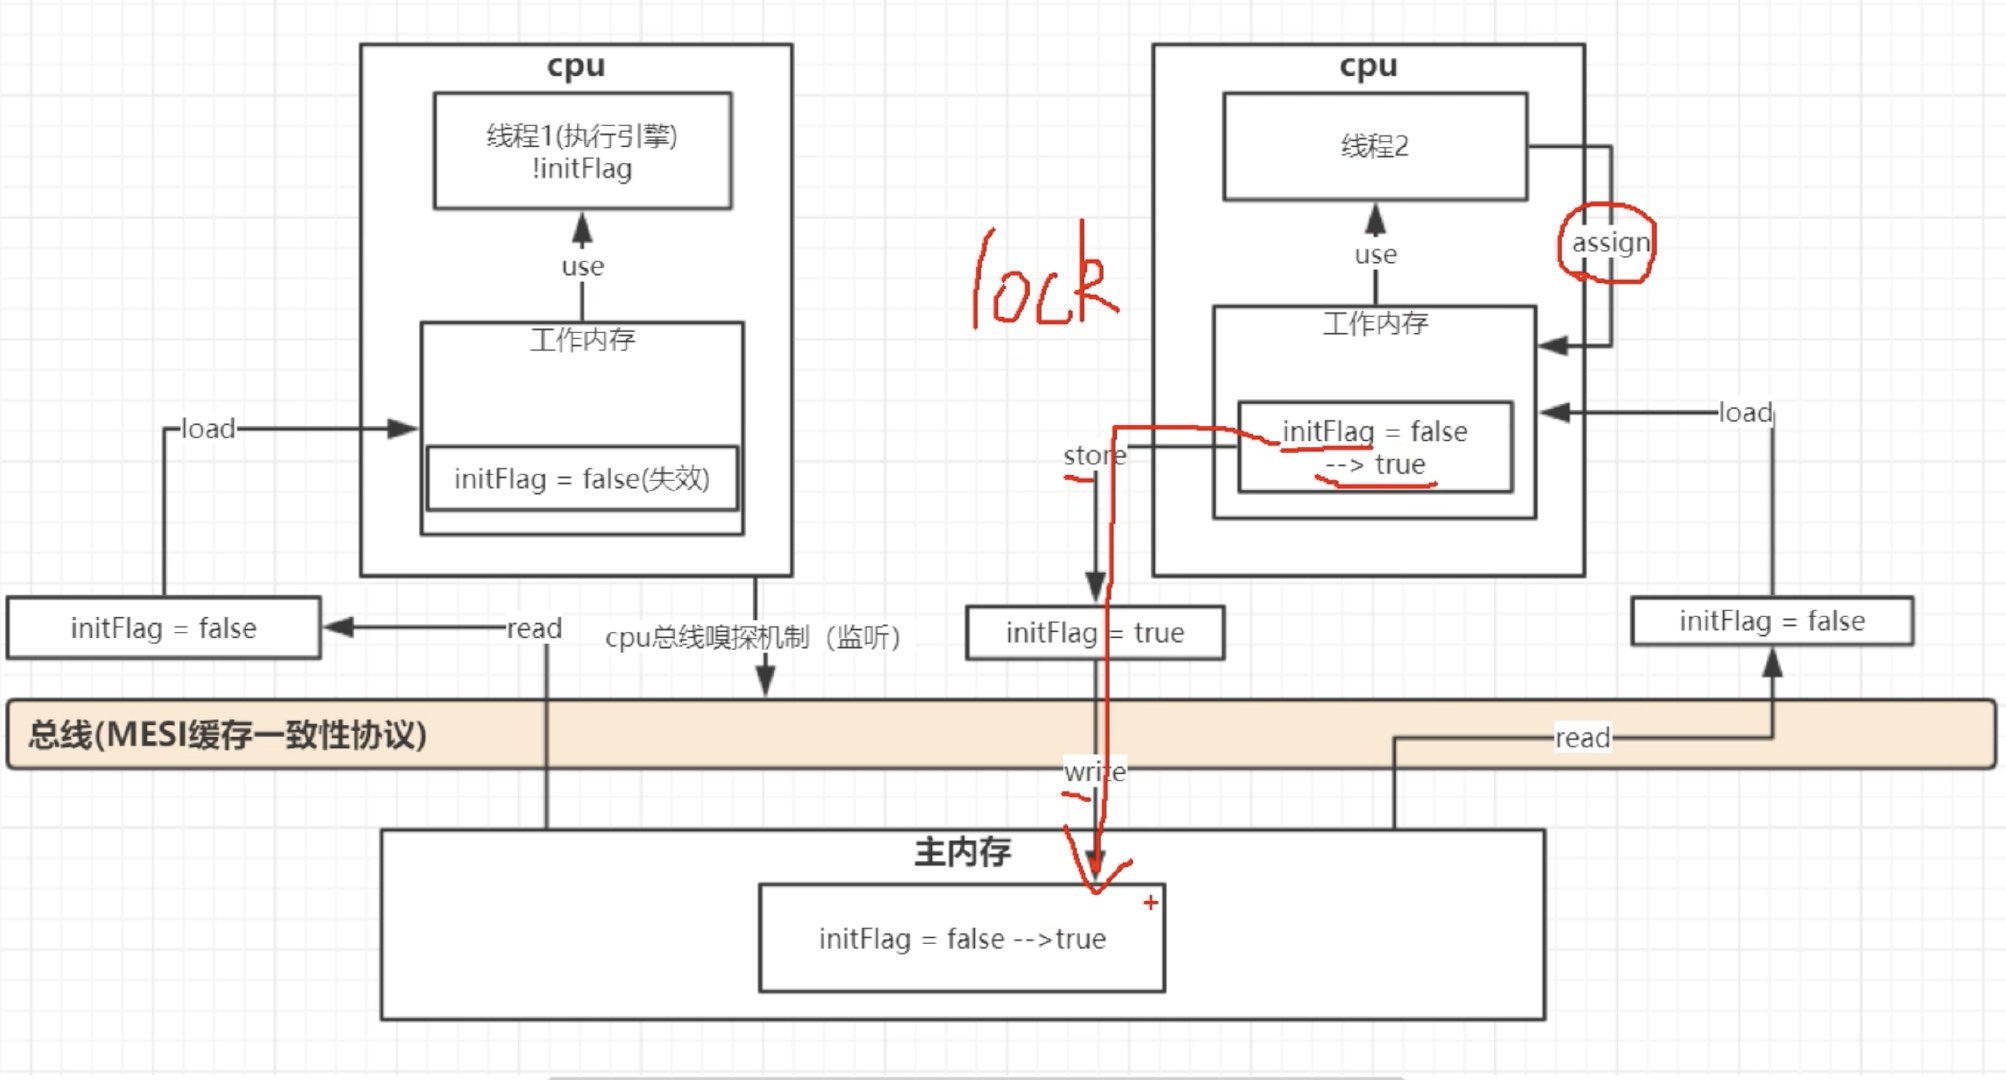 cpu
线程1(执行引擎)
!initFlag
use
工作内存
initFlag = false(失效)
load
initFlag = false
read
cpu总线嗅探机制（监听）
lock
cpu
线程2
use
assign
工作内存
initFlag = false
--> true
store
initFlag = true
write
load
initFlag = false
read
总线(MESI缓存一致性协议)
主内存
initFlag = false -->true